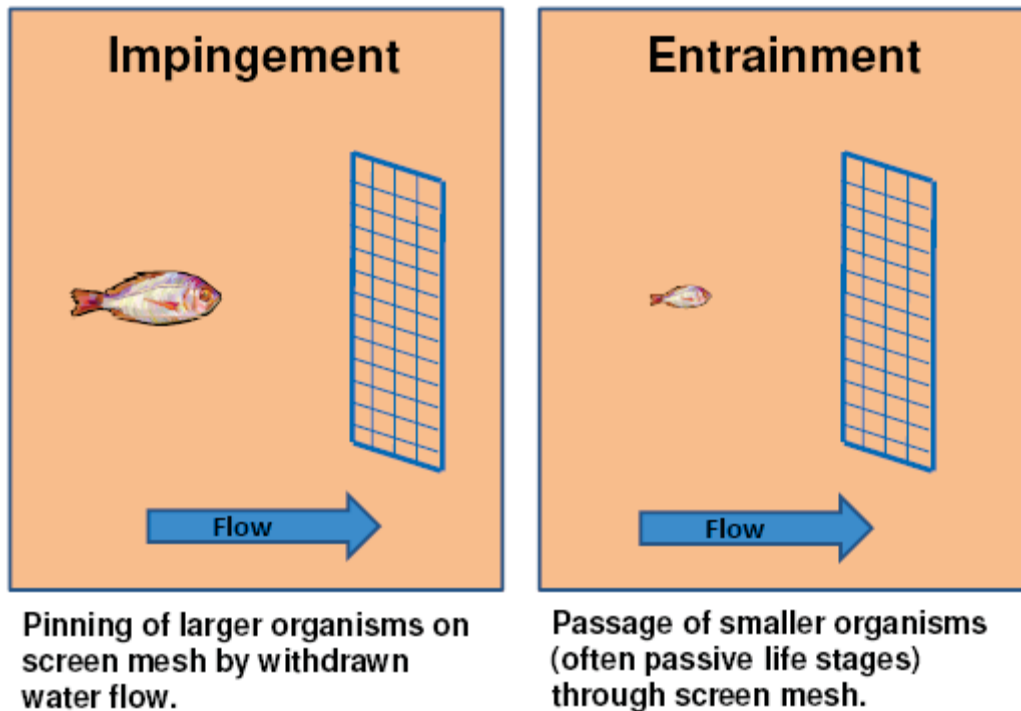 Impingement
Flow
Pinning of larger organisms on
screen mesh by withdrawn
water flow.
Entrainment
Flow
Passage of smaller organisms
(often passive life stages)
through screen mesh.